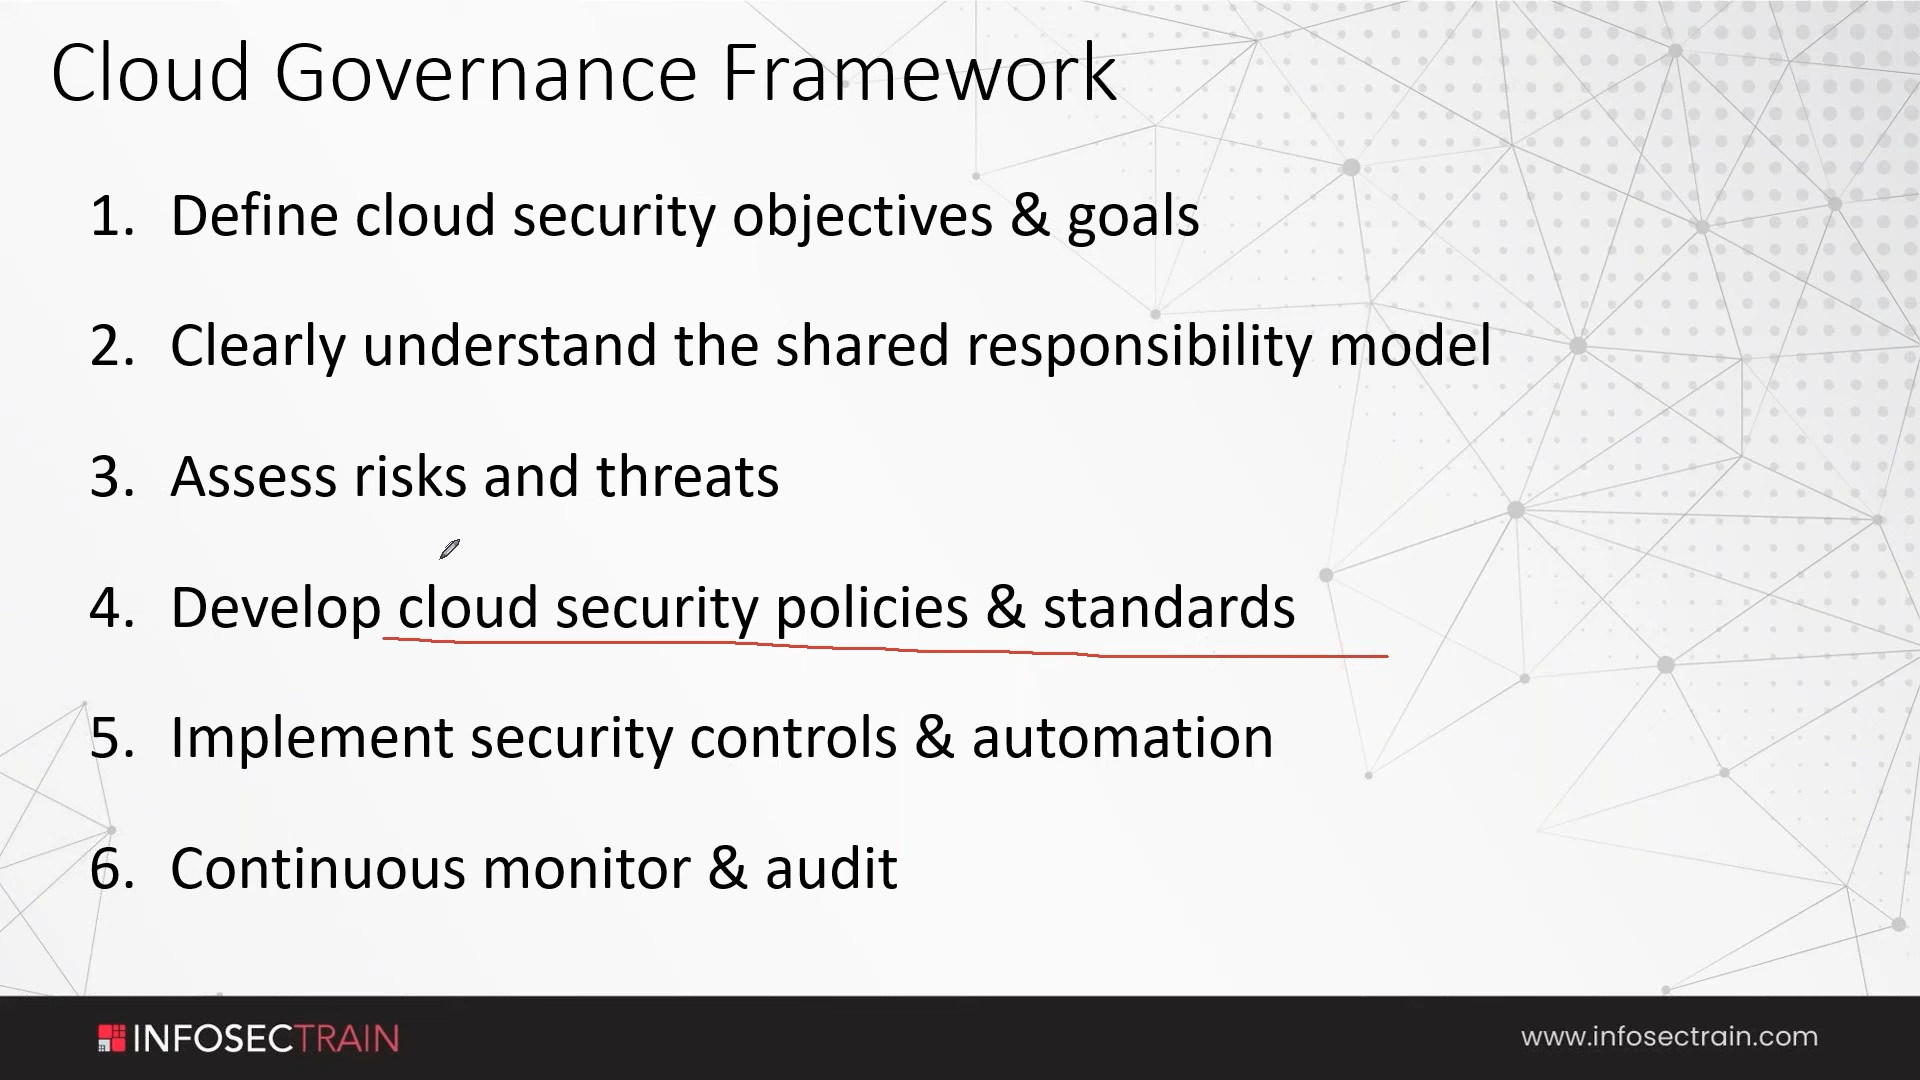 Cloud Governance Framework
1. Define cloud security objectives & goals
2. Clearly understand the shared responsibility model
3. Assess risks and threats
4. Develop cloud security policies & standards
5. Implement security controls & automation
6. Continuous monitor & audit
INFOSECTRAIN
www.infosectrain.com